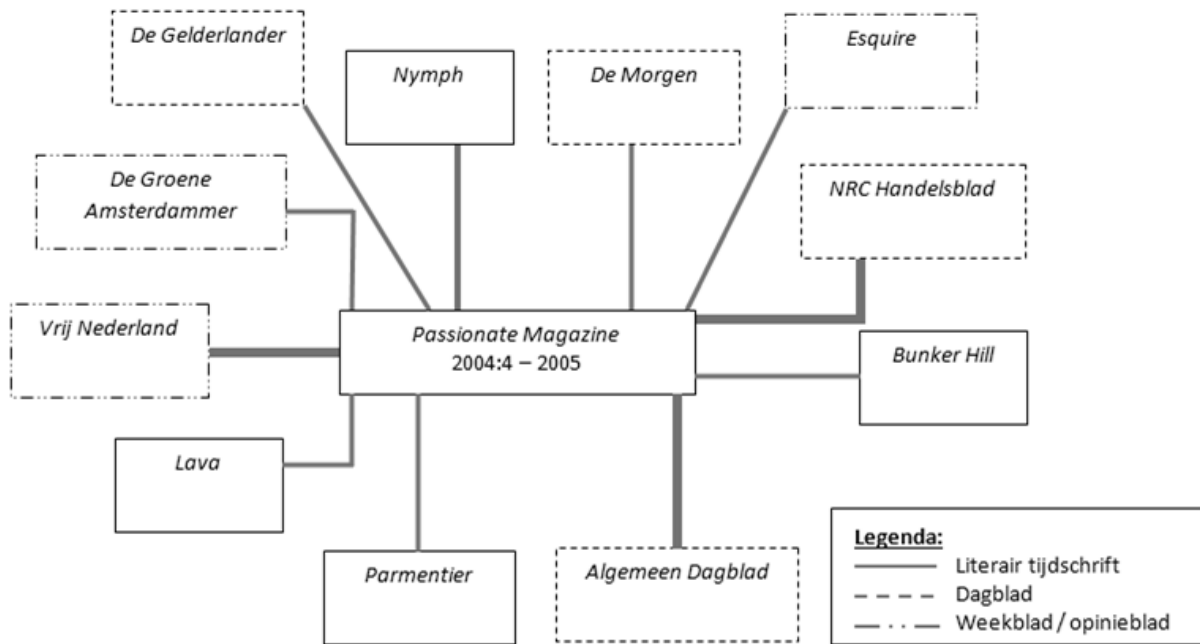 De Gelderlander
Nymph
De Morgen
Esquire
De Groene
Amsterdammer
NRC Handelsblad
Vrij Nederland
Passionate Magazine
2004:4 – 2005
Bunker Hill
Lava
Parmentier
Algemeen Dagblad
Legenda:
Literair tijdschrift
Dagblad
Weekblad / opinieblad